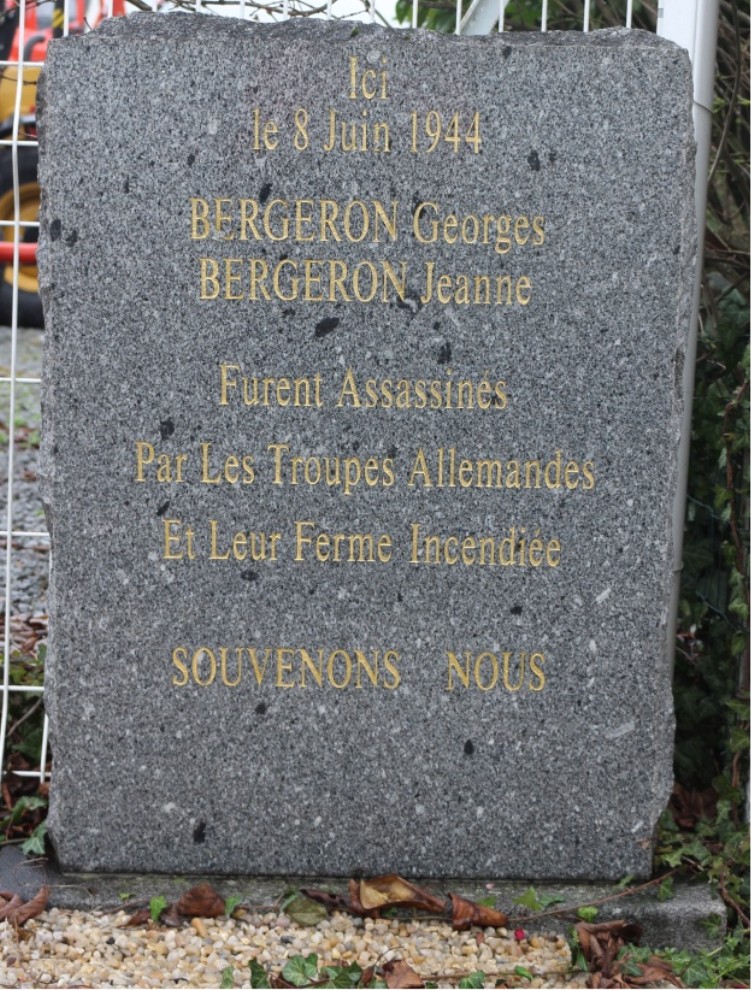 Ici
le 8 Juin 1944
BERGERON Georges
BERGERON Jeanne
Furent Assassinés
Par Les Troupes Allemandes
Et Leur Ferme Incendiée
SOUVENONS NOUS